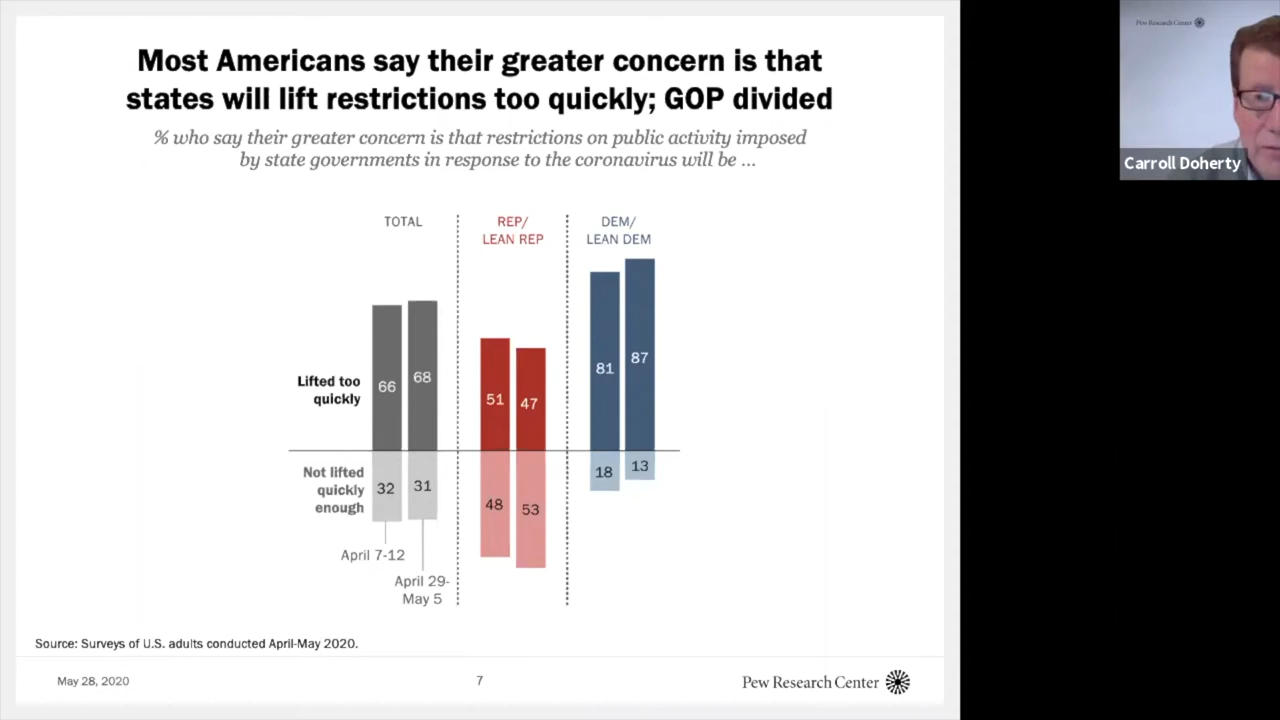 Most Americans say their greater concern is that
states will lift restrictions too quickly; GOP divided
% who say their greater concern is that restrictions on public activity imposed
by state governments in response to the coronavirus will be ...
TOTAL
REP/
LEAN REP
DEM/
LEAN DEM
Lifted too
quickly
66
68
51
47
81
87
Not lifted
quickly
enough
32
31
48
53
18
13
April 7-12
April 29-
May 5
Source: Surveys of U.S. adults conducted April-May 2020.
May 28, 2020
7
Pew Research Center
Pew Research Center
Carroll Doherty